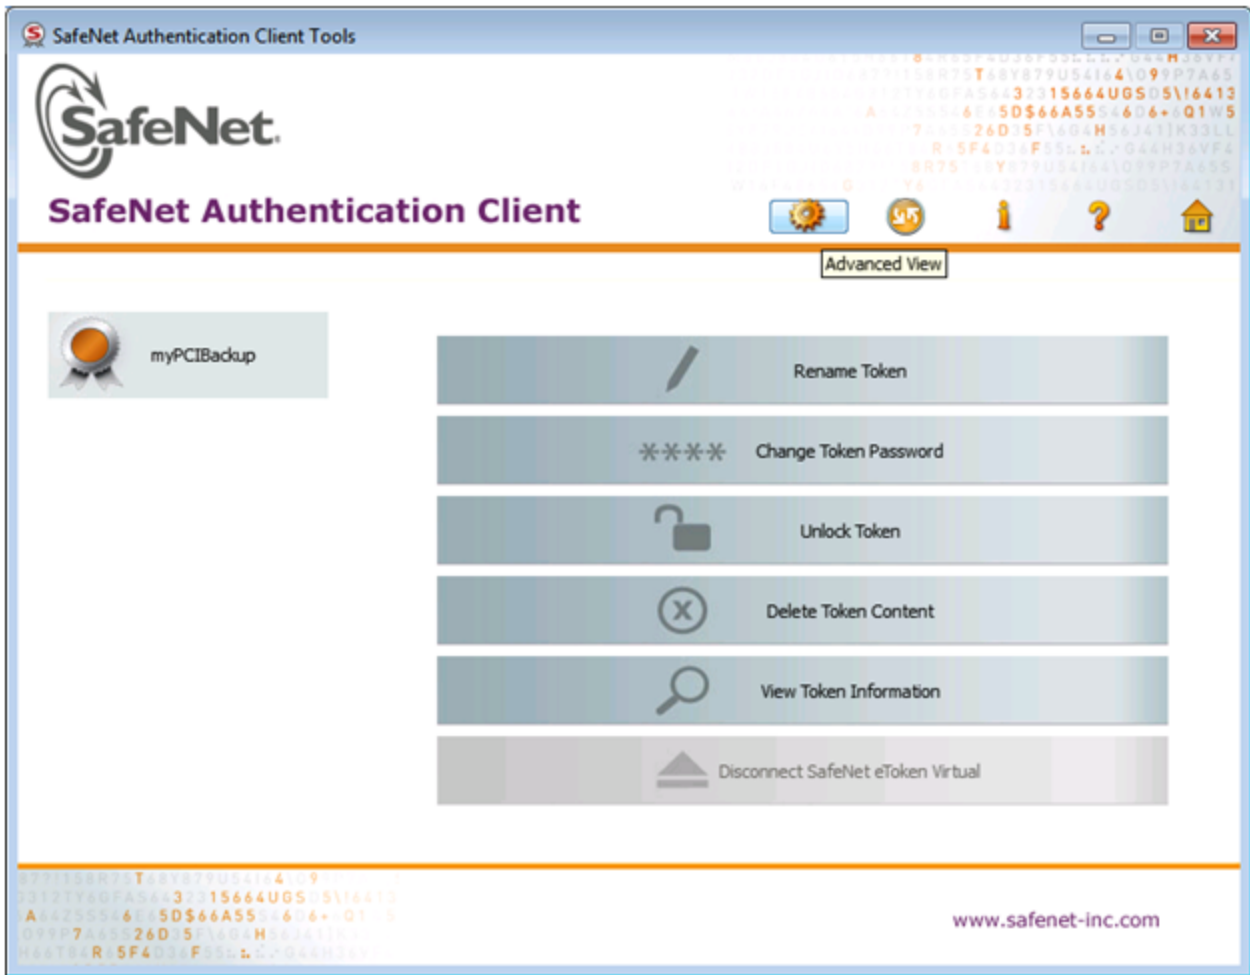 SafeNet Authentication Client Tools
SafeNet.
SafeNet Authentication Client
Advanced View
myPCIBackup
Rename Token
**** Change Token Password
Unlock Token
Delete Token Content
View Token Information
Disconnect SafeNet eToken Virtual
www.safenet-inc.com